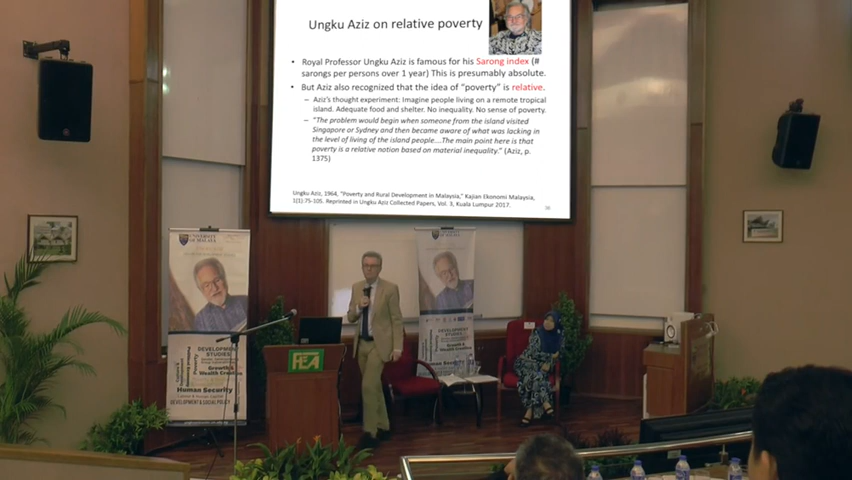 Ungku Aziz on relative poverty
• Royal Professor Ungku Aziz is famous for his Sarong index (#
sarongs per persons over 1 year) This is presumably absolute.
• But Aziz also recognized that the idea of "poverty" is relative.
– Aziz's thought experiment: Imagine people living on a remote tropical
island. Adequate food and shelter. No inequality. No sense of poverty.
– "The problem would begin when someone from the island visited
Singapore or Sydney and then became aware of what was lacking in
the level of living of the island people....The main point here is that
poverty is a relative notion based on material inequality." (Aziz, p.
1375)
Ungku Aziz, 1964, "Poverty and Rural Development in Malaysia," Kajian Ekonomi Malaysia,
1(1):75-105. Reprinted in Ungku Aziz Collected Papers, Vol. 3, Kuala Lumpur 2017.
UNIVERSITY
OF MALAYA
DEVELOPMENT
STUDIES
Growth &
Wealth Creation
Human Security
DEVELOPMENT & SOCIAL POLICY
FEA